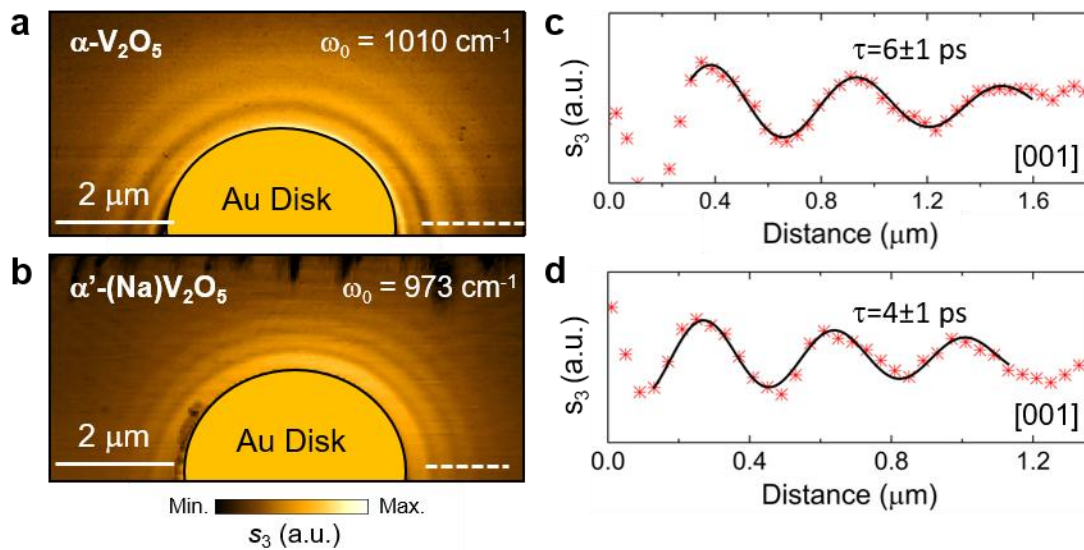 a
α-V₂O₅
ω₀ = 1010 cm⁻¹
2 μm
Au Disk
b
α’-(Na)V₂O₅
ω₀ = 973 cm⁻¹
2 μm
Au Disk
Min.
Max.
s₃ (a.u.)
c
τ=6±1 ps
s₃ (a.u.)
[001]
0.0 0.4 0.8 1.2 1.6
Distance (μm)
d
τ=4±1 ps
s₃ (a.u.)
[001]
0.0 0.4 0.8 1.2
Distance (μm)